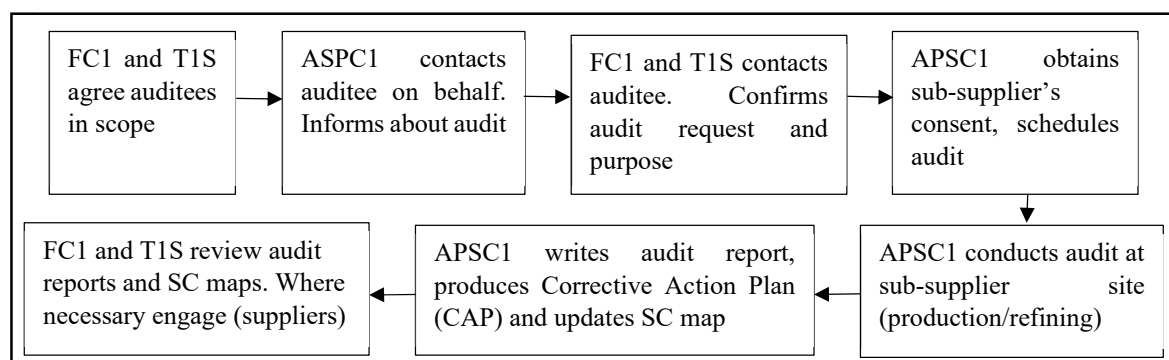 FC1 and T1S
agree auditees
in scope
ASPC1 contacts
auditee on behalf.
Informs about audit
FC1 and T1S contacts
auditee. Confirms
audit request and
purpose
APSC1 obtains
sub-supplier’s
consent, schedules
audit
APSC1 conducts audit at
sub-supplier site
(production/refining)
APSC1 writes audit report,
produces Corrective Action Plan
(CAP) and updates SC map
FC1 and T1S review audit
reports and SC maps. Where
necessary engage (suppliers)